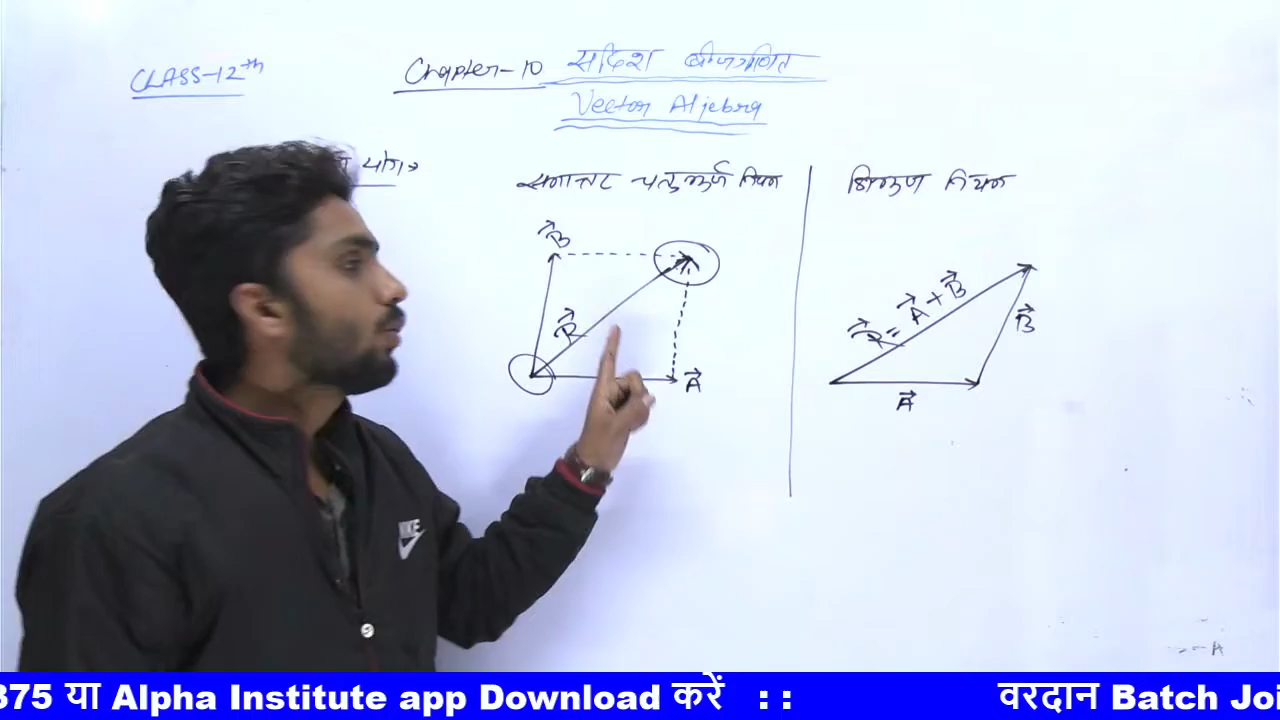 CLASS-12th
Chapter-10 सदिश बीजगणित
Vector Aljebra
योग→
समान्तर चतुर्भुज नियम
त्रिभुज नियम
B
R
A
R = A + B
B
A
NIKE
A
375 या Alpha Institute app Download करें : : वरदान Batch Joi